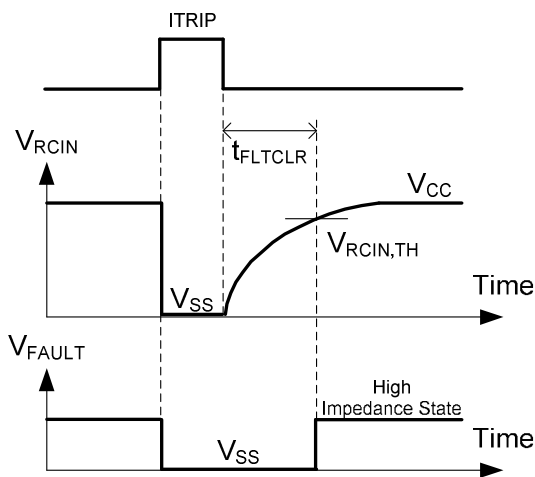 ITRIP
VRCIN
tFLTCLR
VCC
VRCIN,TH
VSS
Time
VFAULT
High
Impedance State
VSS
Time